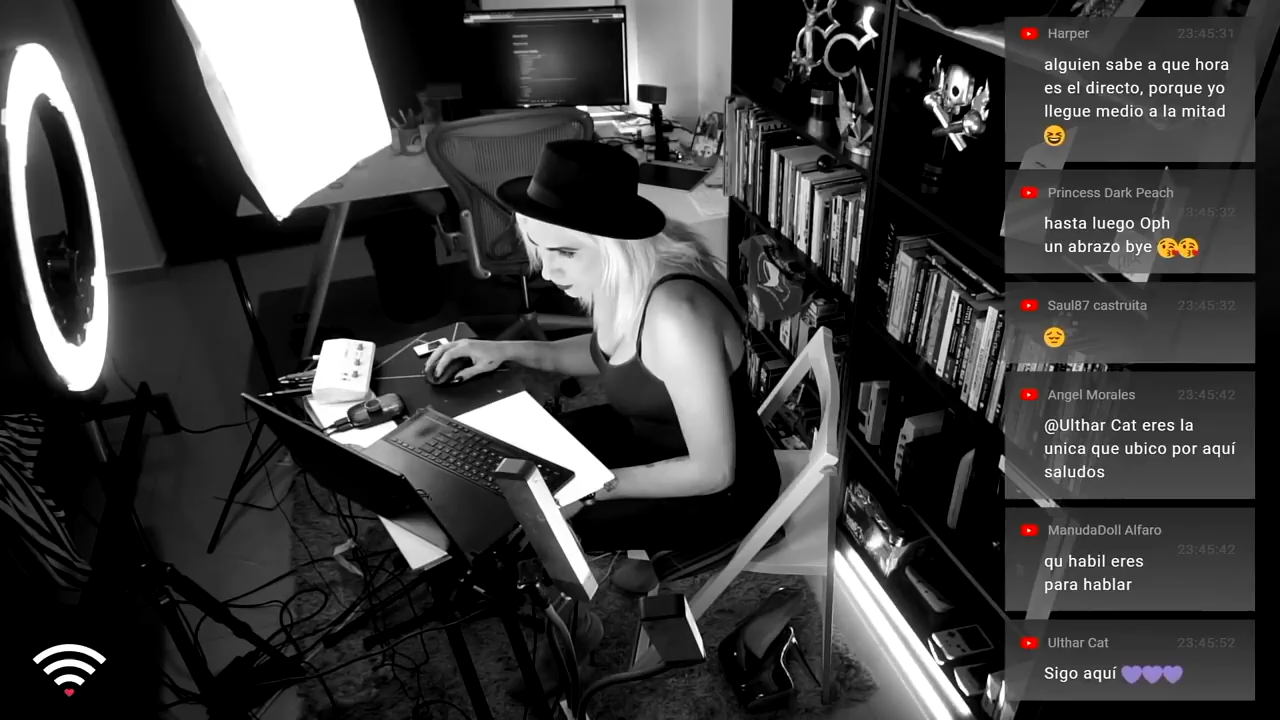 Harper 23:45:31
alguien sabe a que hora
es el directo, porque yo
llegue medio a la mitad
😆
Princess Dark Peach
23:45:32
hasta luego Oph
un abrazo bye 😘😘
Saul87 castruita 23:45:32
😔
Angel Morales 23:45:42
@Ulthar Cat eres la
unica que ubico por aquí
saludos
ManudaDoll Alfaro
23:45:42
qu habil eres
para hablar
Ulthar Cat 23:45:52
Sigo aquí 💜💜💜